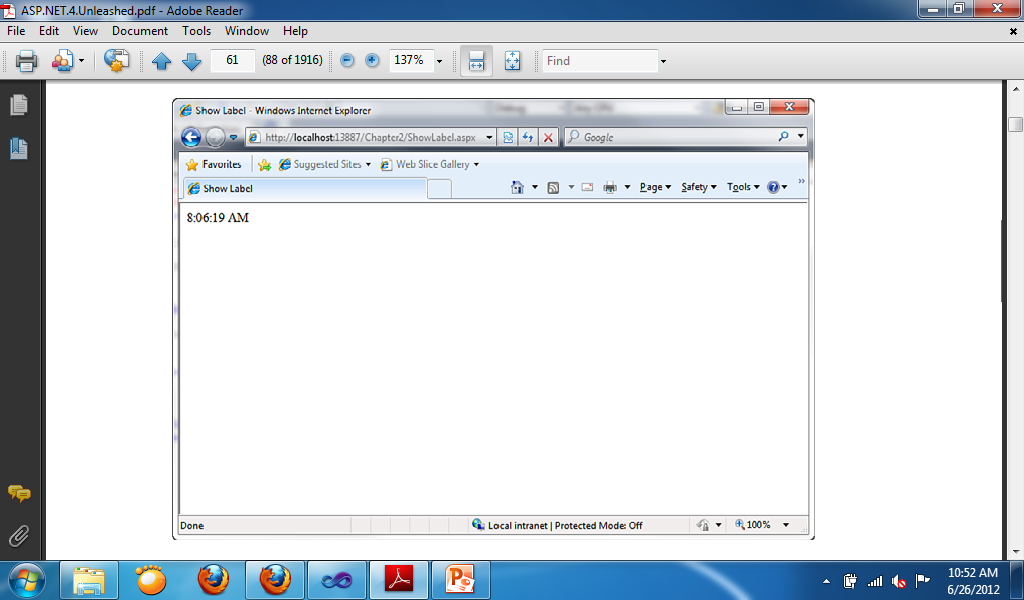 ASP.NET.4.Unleashed.pdf - Adobe Reader
File Edit View Document Tools Window Help
61 (88 of 1916) 137% Find
Show Label - Windows Internet Explorer
http://localhost:13887/Chapter2/ShowLabel.aspx Google
Favorites Suggested Sites Web Slice Gallery
Show Label Page Safety Tools
8:06:19 AM
Done Local intranet | Protected Mode: Off 100%
10:52 AM
6/26/2012